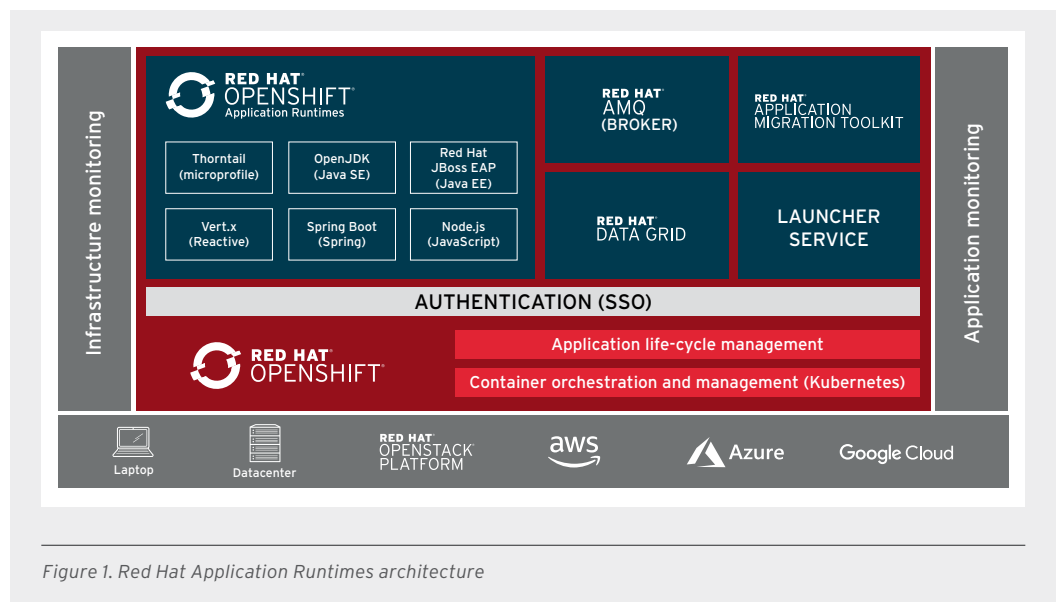 Infrastructure monitoring
RED HAT®
OPENSHIFT®
Application Runtimes
Thorntail
(microprofile)
OpenJDK
(Java SE)
Red Hat
JBoss EAP
(Java EE)
Vert.x
(Reactive)
Spring Boot
(Spring)
Node.js
(JavaScript)
RED HAT®
AMQ
(BROKER)
RED HAT®
APPLICATION
MIGRATION TOOLKIT
RED HAT®
DATA GRID
LAUNCHER
SERVICE
Application monitoring
AUTHENTICATION (SSO)
RED HAT®
OPENSHIFT®
Application life-cycle management
Container orchestration and management (Kubernetes)
Laptop
Datacenter
RED HAT®
OPENSTACK®
PLATFORM
aws
Azure
Google Cloud
Figure 1. Red Hat Application Runtimes architecture